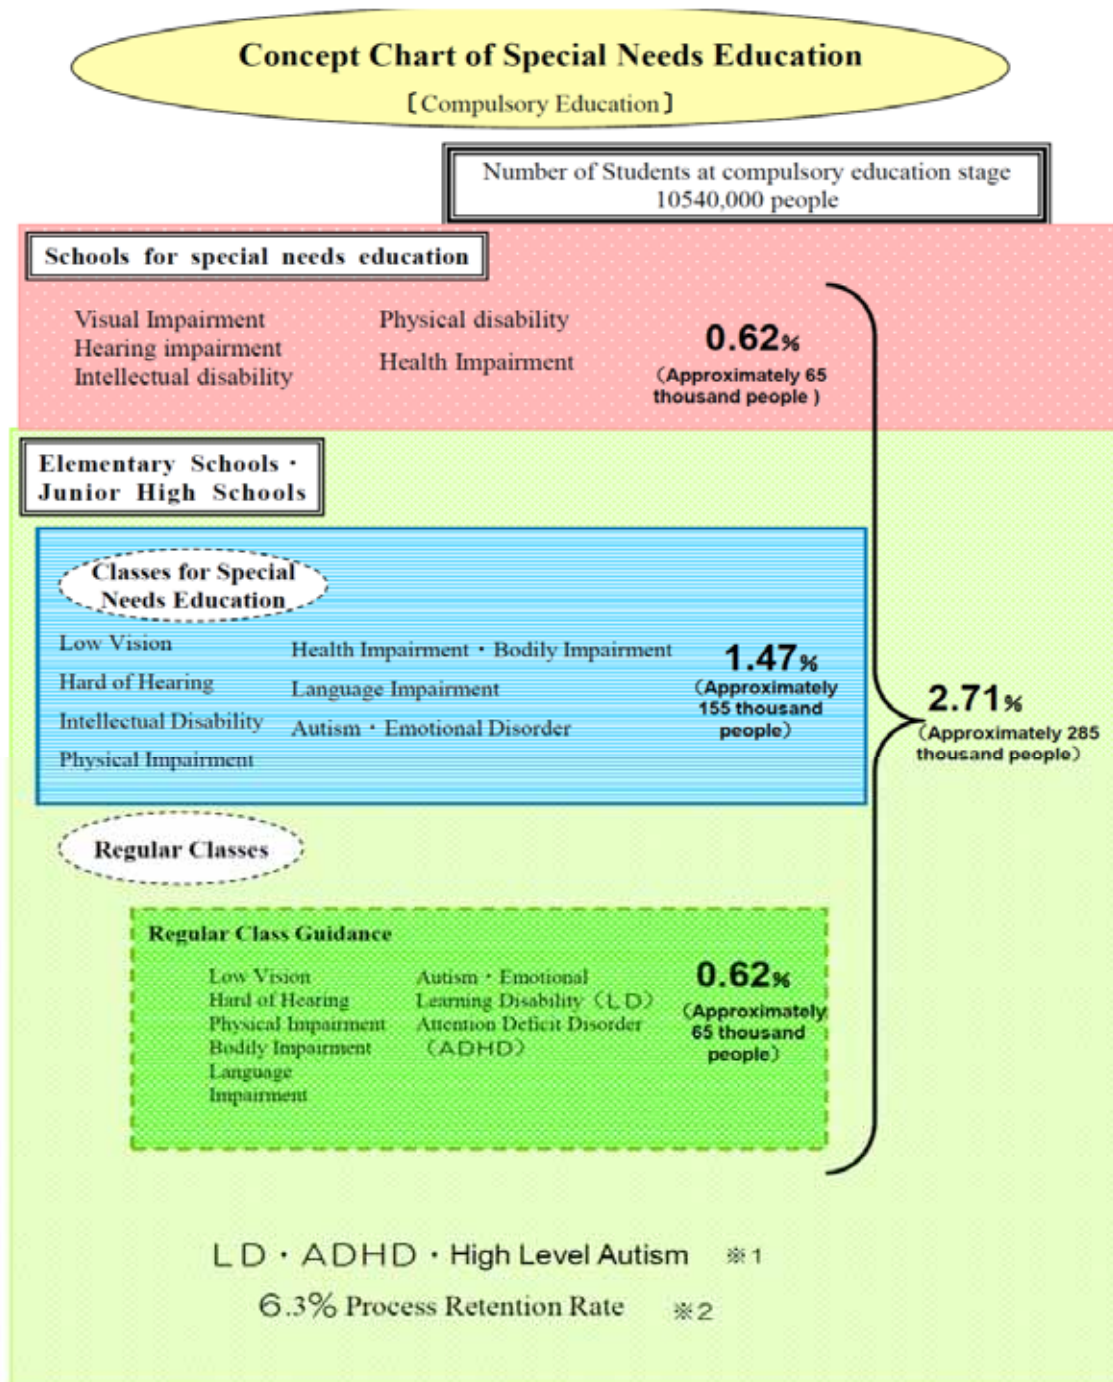 Concept Chart of Special Needs Education
〔Compulsory Education〕
Number of Students at compulsory education stage
10540,000 people
Schools for special needs education
Visual Impairment
Hearing impairment
Intellectual disability
Physical disability
Health Impairment
0.62%
（Approximately 65
thousand people )
Elementary Schools・
Junior High Schools
Classes for Special
Needs Education
Low Vision
Hard of Hearing
Intellectual Disability
Physical Impairment
Health Impairment・Bodily Impairment
Language Impairment
Autism・Emotional Disorder
1.47%
（Approximately
155 thousand
people）
2.71%
（Approximately 285
thousand people）
Regular Classes
Regular Class Guidance
Low Vision
Hard of Hearing
Physical Impairment
Bodily Impairment
Language
Impairment
Autism・Emotional
Learning Disability（LD）
Attention Deficit Disorder
（ADHD）
0.62%
（Approximately
65 thousand
people）
LD・ADHD・High Level Autism ※1
6.3% Process Retention Rate ※2